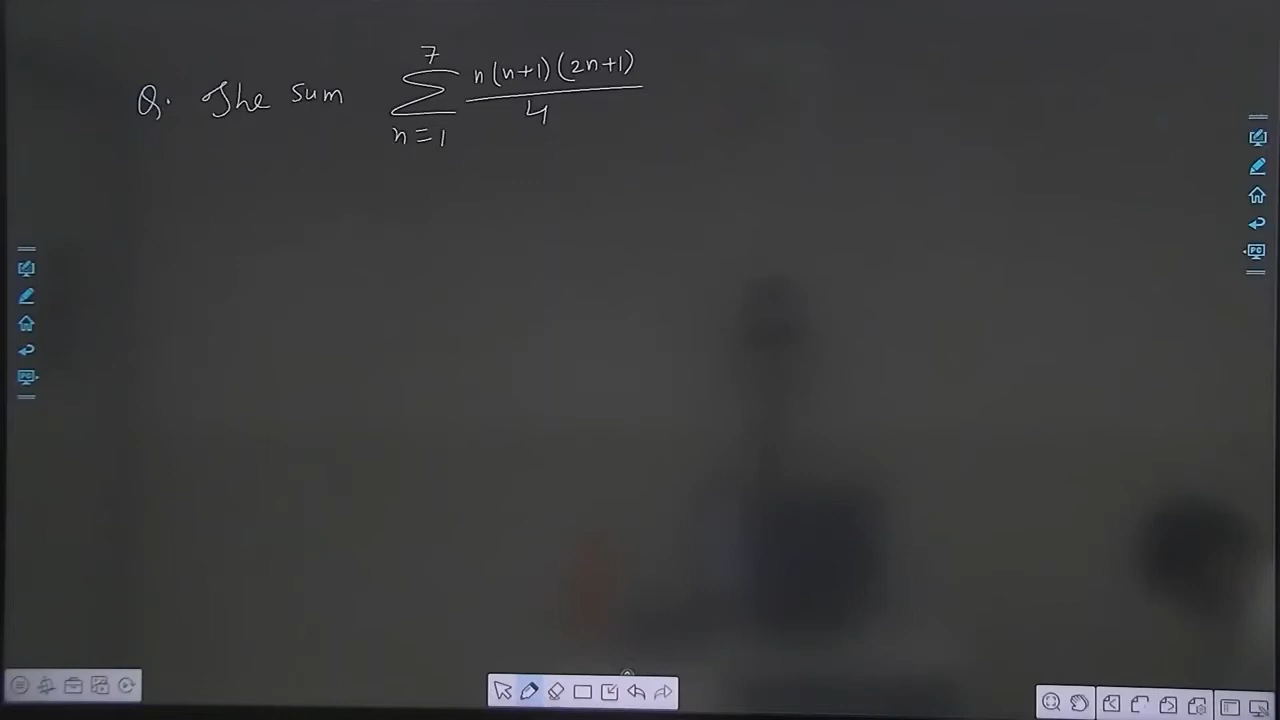 Q. The sum \sum_{n=1}^{7} \frac{n(n+1)(2n+1)}{4}